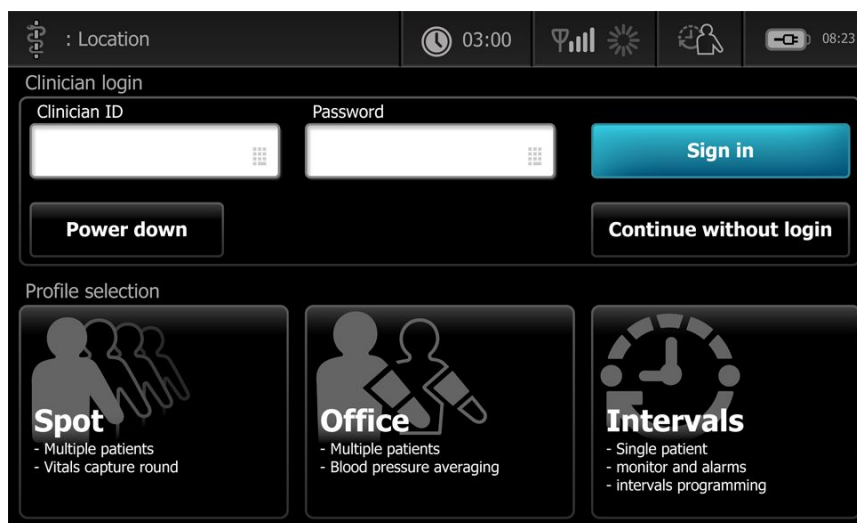 : Location
03:00
08:23
Clinician login
Clinician ID
Password
Sign in
Power down
Continue without login
Profile selection
Spot
- Multiple patients
- Vitals capture round
Office
- Multiple patients
- Blood pressure averaging
Intervals
- Single patient
- monitor and alarms
- intervals programming